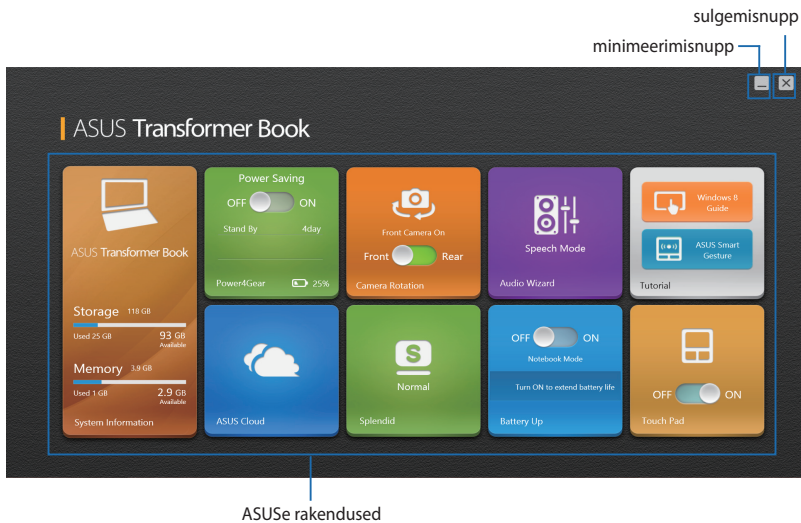 sulgemisnupp
minimeerimisnupp
ASUS Transformer Book
ASUS Transformer Book
Storage 118 GB
Used 25 GB 93 GB
Available
Memory 3.9 GB
Used 1 GB 2.9 GB
Available
System Information
Power Saving
OFF ON
Stand By 4day
Power4Gear 25%
Front Camera On
Front Rear
Camera Rotation
Speech Mode
Audio Wizard
Windows 8
Guide
ASUS Smart
Gesture
Tutorial
ASUS Cloud
S
Normal
Splendid
OFF ON
Notebook Mode
Turn ON to extend battery life
Battery Up
OFF ON
Touch Pad
ASUSe rakendused